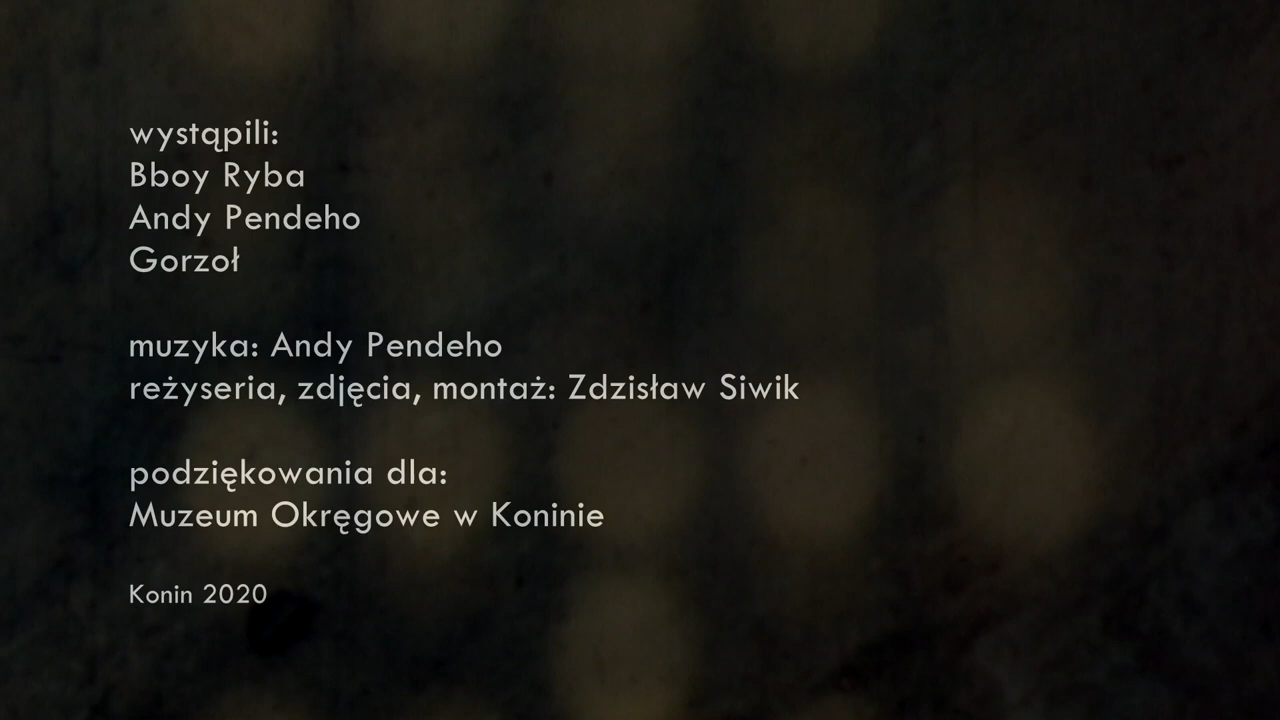 wystąpili:
Bboy Ryba
Andy Pendeho
Gorzoł
muzyka: Andy Pendeho
reżyseria, zdjęcia, montaż: Zdzisław Siwik
podziękowania dla:
Muzeum Okręgowe w Koninie
Konin 2020